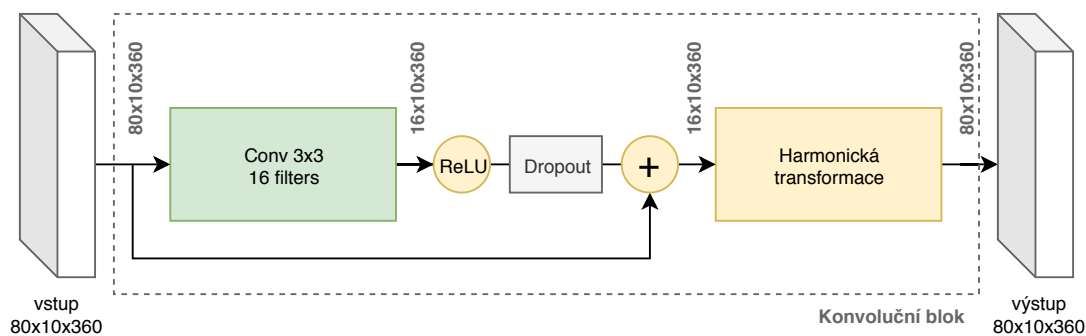 80x10x360
16x10x360
16x10x360
80x10x360
Conv 3x3
16 filters
ReLU
Dropout
+
Harmonická
transformace
vstup
80x10x360
Konvoluční blok
výstup
80x10x360